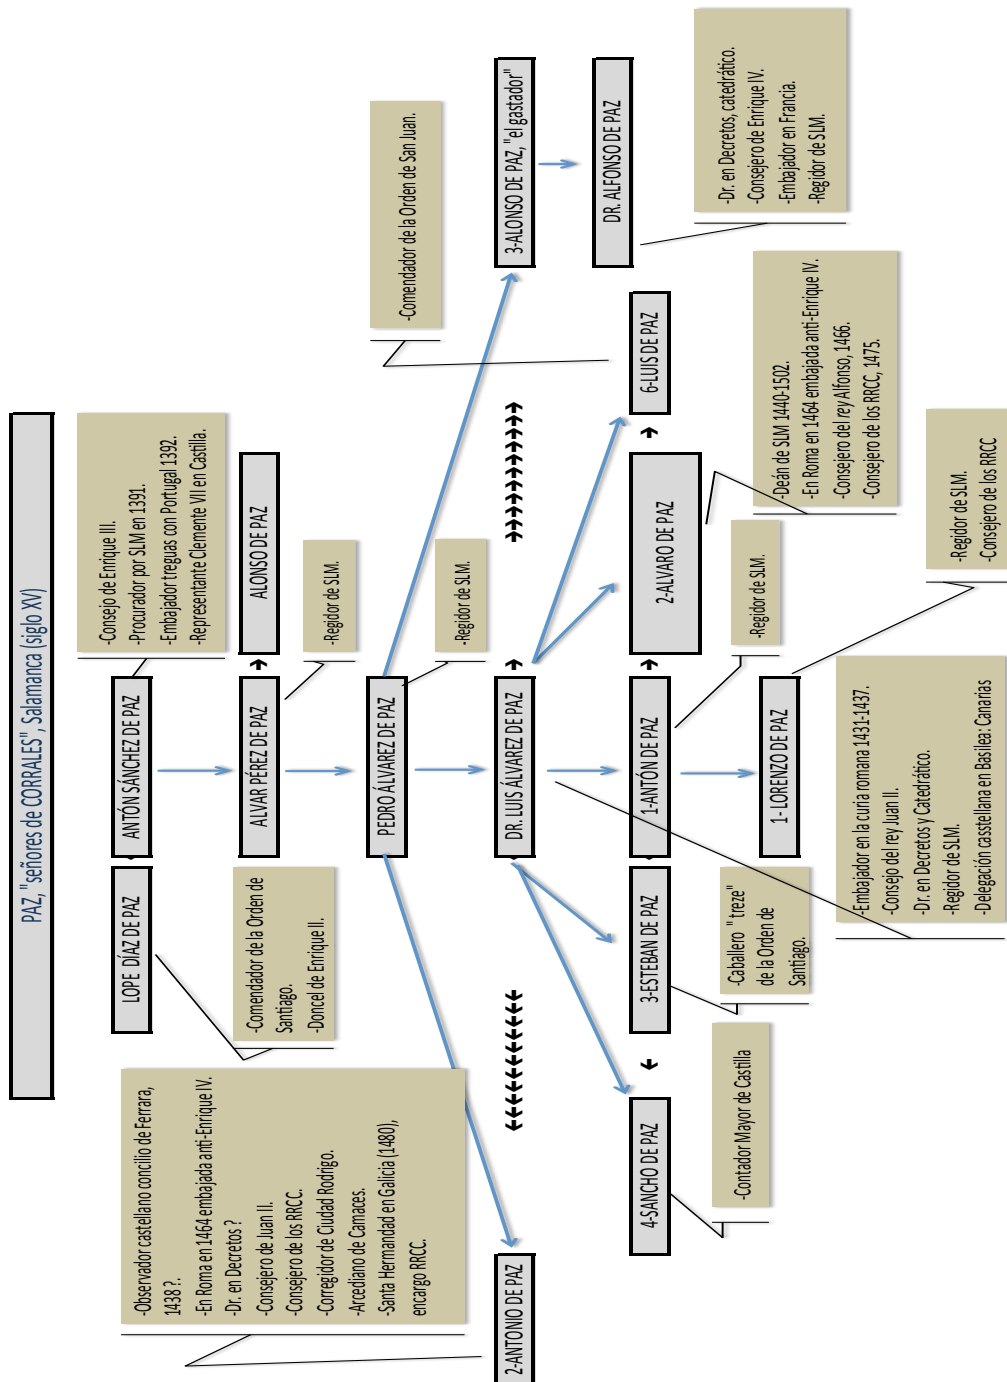 PAZ, "señores de CORRALES", Salamanca (siglo XV)
LOPE DÍAZ DE PAZ
ANTÓN SÁNCHEZ DE PAZ
-Consejo de Enrique III.
-Procurador por SLM en 1391.
-Embajador treguas con Portugal 1392.
-Representante Clemente VII en Castilla.
-Comendador de la Orden de
Santiago.
-Doncel de Enrique II.
ALVAR PÉREZ DE PAZ
ALONSO DE PAZ
-Regidor de SLM.
-Observador castellano concilio de Ferrara,
1438 ?.
-En Roma en 1464 embajada anti-Enrique IV.
-Dr. en Decretos ?
-Consejero de Juan II.
-Consejero de los RRCC.
-Corregidor de Ciudad Rodrigo.
-Arcediano de Camaces.
-Santa Hermandad en Galicia (1480),
encargo RRCC.
PEDRO ÁLVAREZ DE PAZ
-Regidor de SLM.
-Comendador de la Orden de San Juan.
2-ANTONIO DE PAZ
DR. LUIS ÁLVAREZ DE PAZ
3-ALONSO DE PAZ, "el gastador"
DR. ALFONSO DE PAZ
4-SANCHO DE PAZ
3-ESTEBAN DE PAZ
1-ANTÓN DE PAZ
2-ALVARO DE PAZ
6-LUIS DE PAZ
-Dr. en Decretos, catedrático.
-Consejero de Enrique IV.
-Embajador en Francia.
-Regidor de SLM.
-Contador Mayor de Castilla
-Caballero " treze"
de la Orden de
Santiago.
-Regidor de SLM.
-Deán de SLM 1440-1502.
-En Roma en 1464 embajada anti-Enrique IV.
-Consejero del rey Alfonso, 1466.
-Consejero de los RRCC, 1475.
1- LORENZO DE PAZ
-Embajador en la curia romana 1431-1437.
-Consejo del rey Juan II.
-Dr. en Decretos y Catedrático.
-Regidor de SLM.
-Delegación casstellana en Basilea: Canarias
-Regidor de SLM.
-Consejero de los RRCC